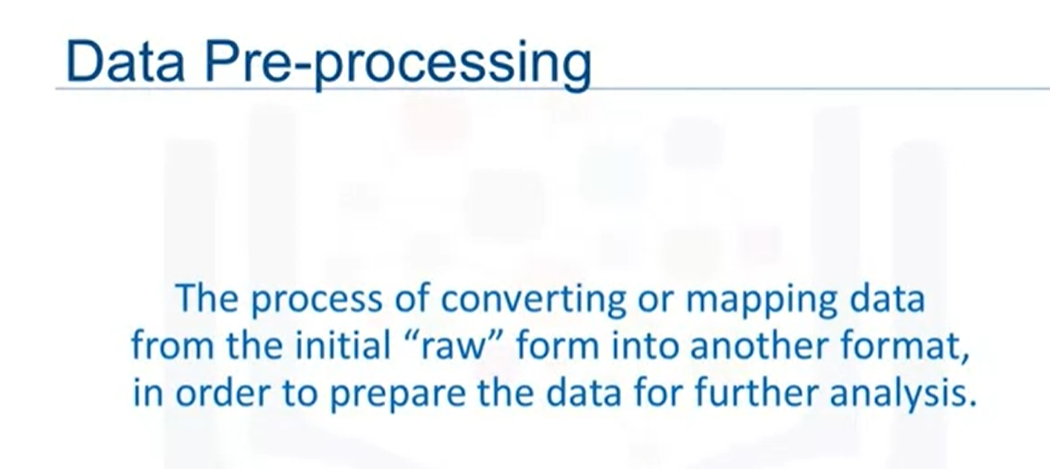 Data Pre-processing
The process of converting or mapping data
from the initial “raw” form into another format,
in order to prepare the data for further analysis.